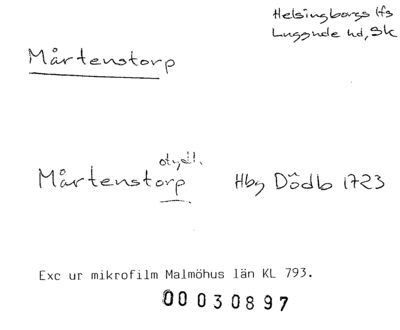 Helsingborgs lfs
Luggude hd, Sk
Mårtenstorp
otydl.
Mårtenstorp Hbg Dödb 1723
Exc ur mikrofilm Malmöhus län KL 793.
00030897